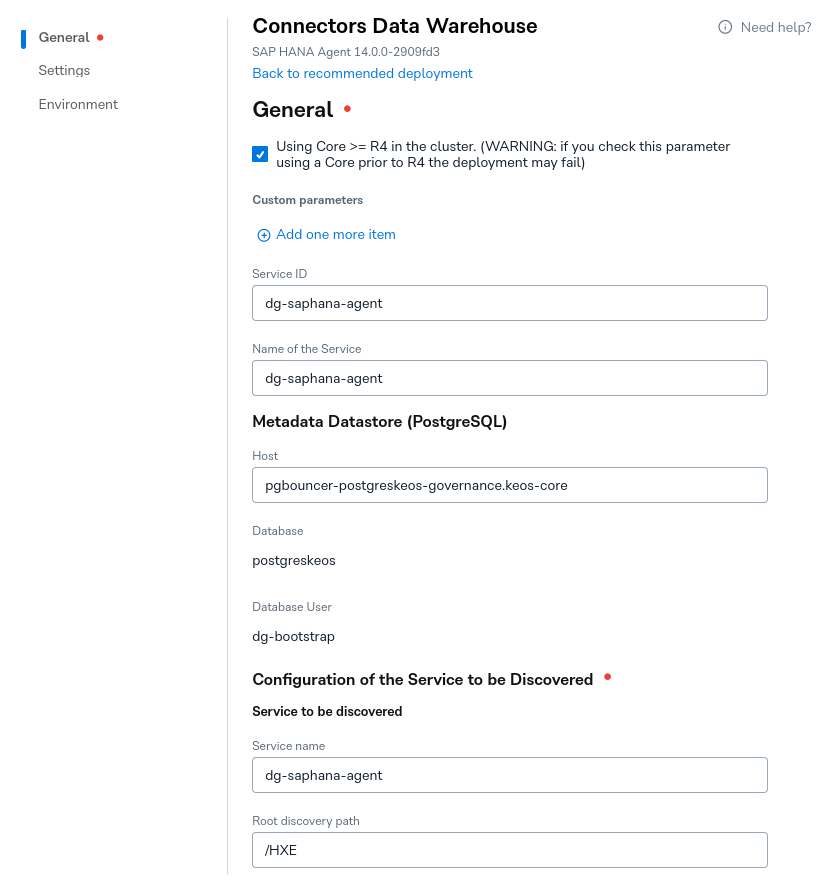 General
Settings
Environment
Connectors Data Warehouse
Need help?
SAP HANA Agent 14.0.0-2909fd3
Back to recommended deployment
General
Using Core >= R4 in the cluster. (WARNING: if you check this parameter
using a Core prior to R4 the deployment may fail)
Custom parameters
Add one more item
Service ID
dg-saphana-agent
Name of the Service
dg-saphana-agent
Metadata Datastore (PostgreSQL)
Host
pgbouncer-postgreskeos-governance.keos-core
Database
postgreskeos
Database User
dg-bootstrap
Configuration of the Service to be Discovered
Service to be discovered
Service name
dg-saphana-agent
Root discovery path
/HXE